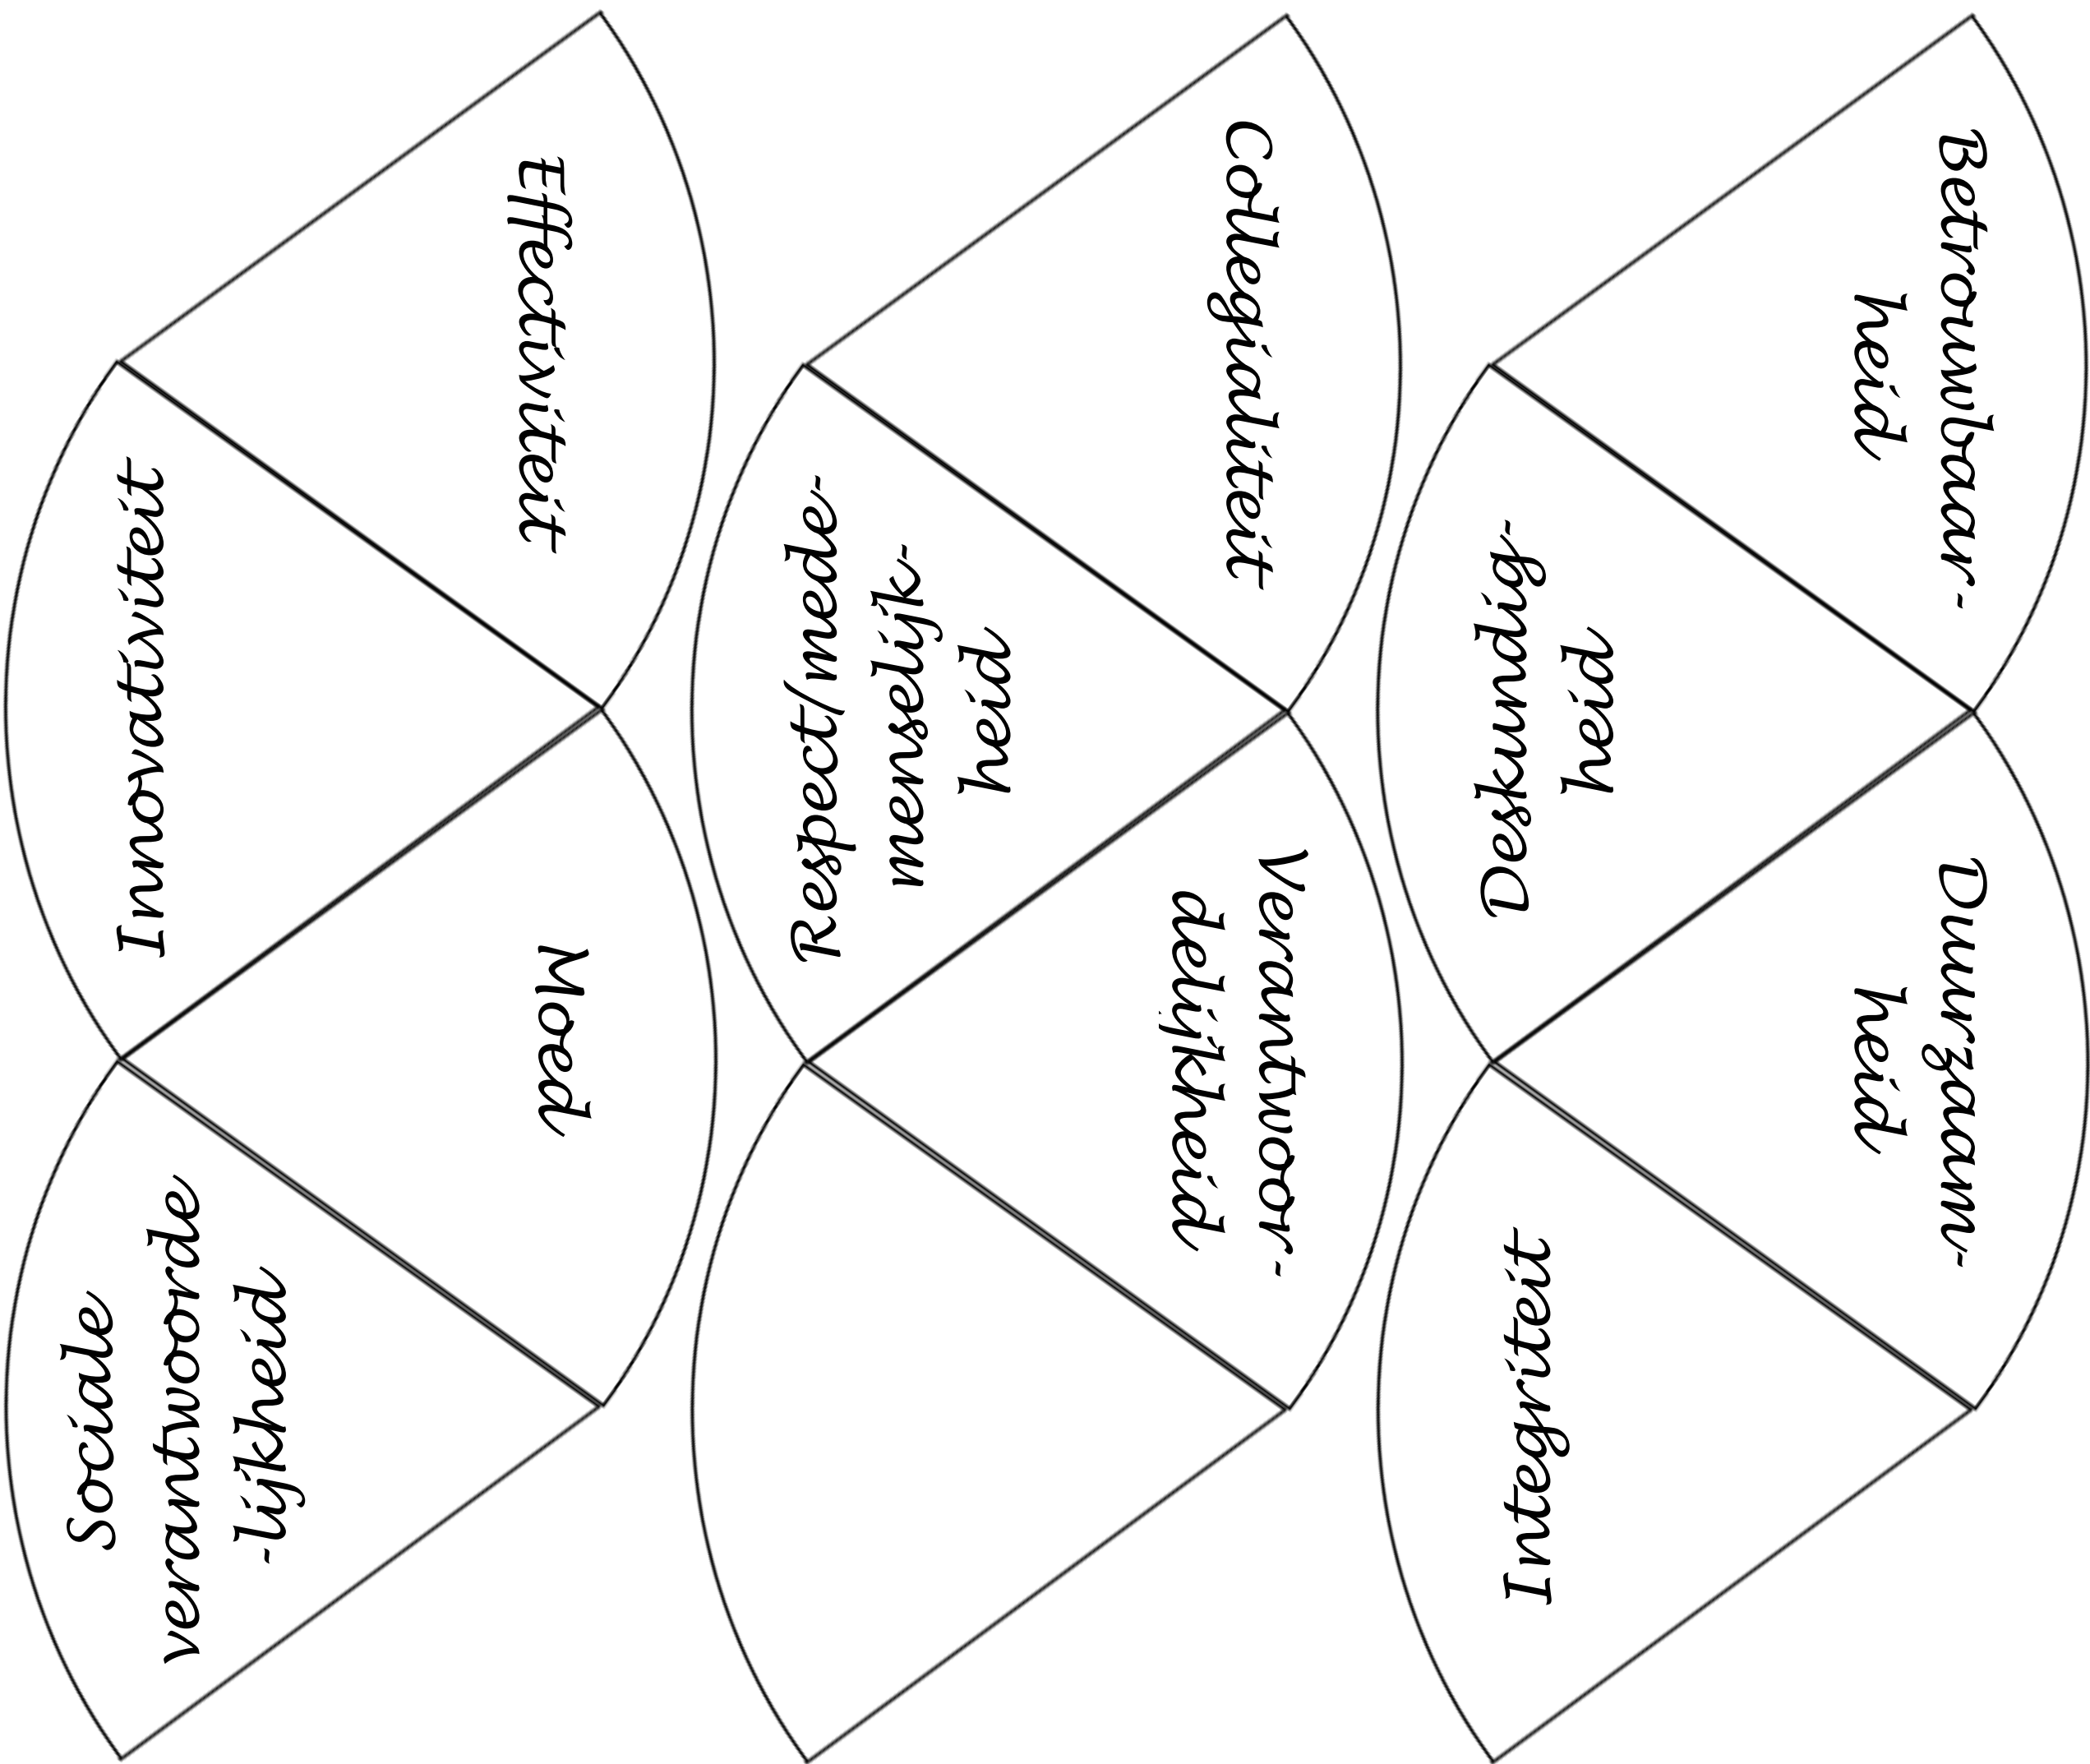 Effectiviteit
Innovativiteit
Moed
Sociale
verantwoorde
-lijkheid
Collegialiteit
Respect/mede-
menselijk-
heid
Verantwoor-
delijkheid
Betrouwbaar-
heid
Deskundig-
heid
Duurzaam-
heid
Integriteit